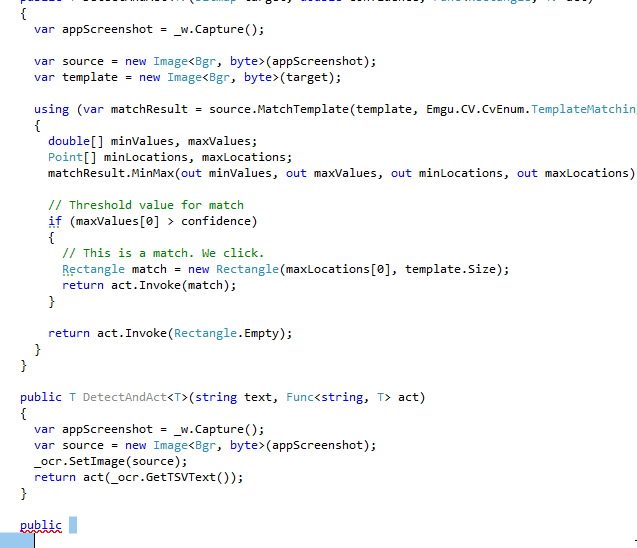 {
var appScreenshot = _w.Capture();
var source = new Image<Bgr, byte>(appScreenshot);
var template = new Image<Bgr, byte>(target);
using (var matchResult = source.MatchTemplate(template, Emgu.CV.CvEnum.TemplateMatchin
{
double[] minValues, maxValues;
Point[] minLocations, maxLocations;
matchResult.MinMax(out minValues, out maxValues, out minLocations, out maxLocations)
// Threshold value for match
if (maxValues[0] > confidence)
{
// This is a match. We click.
Rectangle match = new Rectangle(maxLocations[0], template.Size);
return act.Invoke(match);
}
return act.Invoke(Rectangle.Empty);
}
}
public T DetectAndAct<T>(string text, Func<string, T> act)
{
var appScreenshot = _w.Capture();
var source = new Image<Bgr, byte>(appScreenshot);
_ocr.SetImage(source);
return act(_ocr.GetTSVText());
}
public